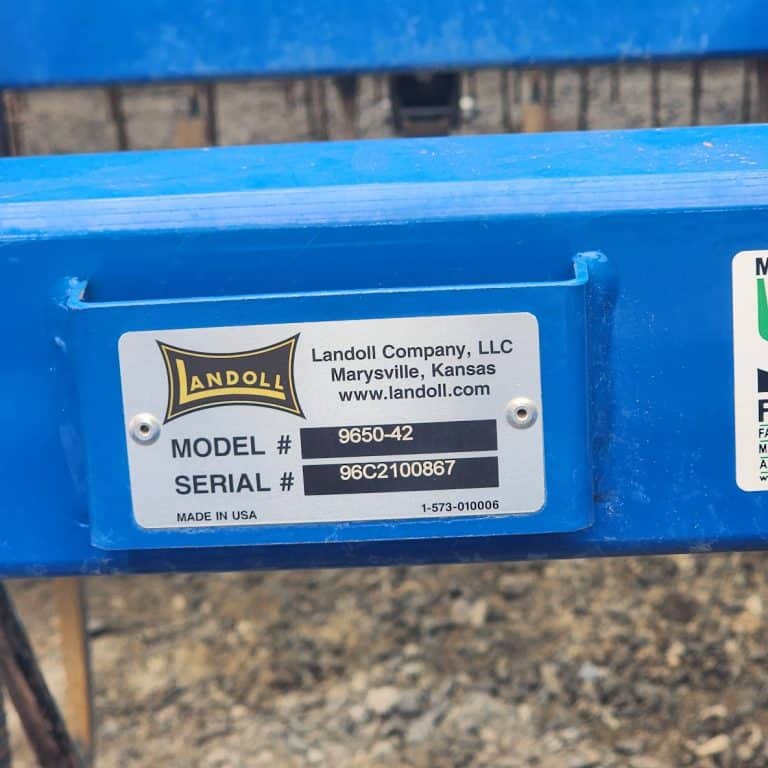 LANDOLL
Landoll Company, LLC
Marysville, Kansas
www.landoll.com
MODEL # 9650-42
SERIAL # 96C2100867
MADE IN USA
1-573-010006